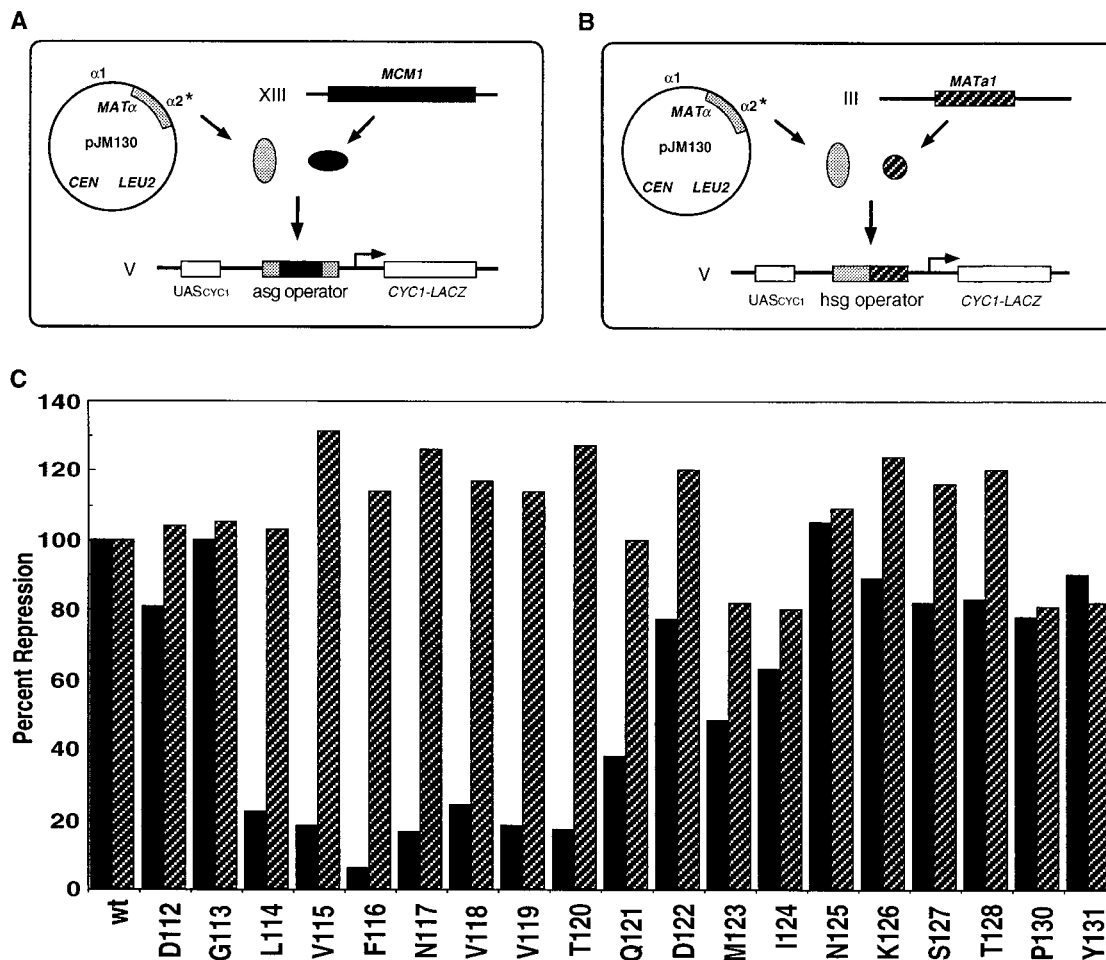 A
α1
α2*
MATα
pJM130
CEN LEU2
XIII
MCM1
V
UASCYC1
asg operator
CYC1-LACZ
B
α1
α2*
MATα
pJM130
CEN LEU2
III
MATa1
V
UASCYC1
hsg operator
CYC1-LACZ
C
Percent Repression
140
120
100
80
60
40
20
0
wt
D112
G113
L114
V115
F116
N117
V118
V119
T120
Q121
D122
M123
I124
N125
K126
S127
T128
P130
Y131